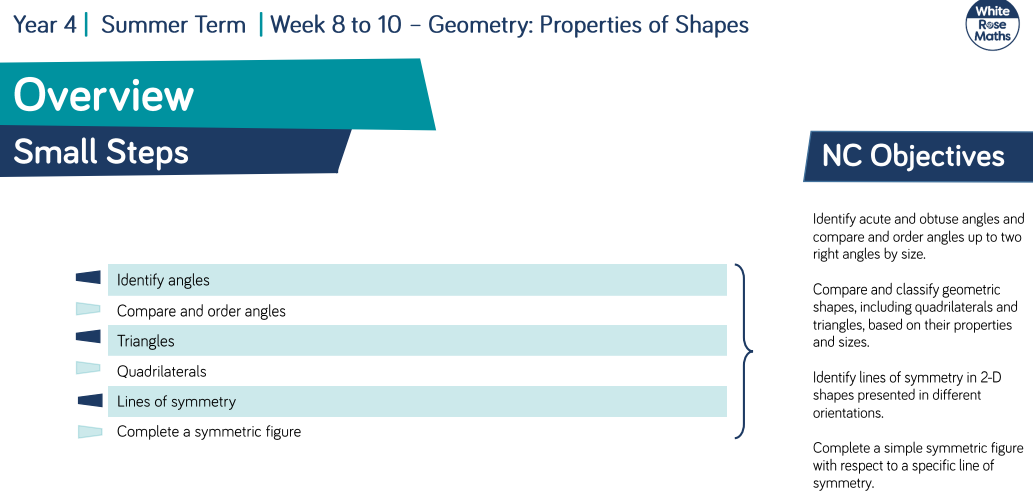 Year 4 | Summer Term | Week 8 to 10 – Geometry: Properties of Shapes
White
Rose
Maths
Overview
Small Steps
Identify angles
Compare and order angles
Triangles
Quadrilaterals
Lines of symmetry
Complete a symmetric figure
NC Objectives
Identify acute and obtuse angles and
compare and order angles up to two
right angles by size.
Compare and classify geometric
shapes, including quadrilaterals and
triangles, based on their properties
and sizes.
Identify lines of symmetry in 2-D
shapes presented in different
orientations.
Complete a simple symmetric figure
with respect to a specific line of
symmetry.